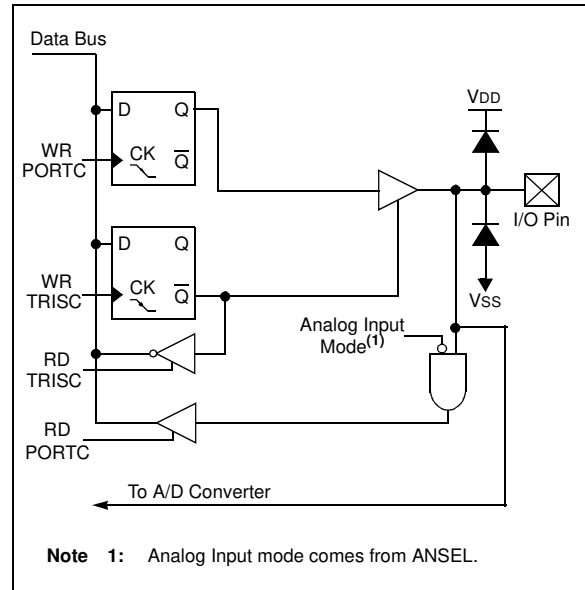 Data Bus
D Q
WR
PORTC
CK
Q
VDD
I/O Pin
D Q
WR
TRISC
CK
Q
VSS
Analog Input
Mode(1)
RD
TRISC
RD
PORTC
To A/D Converter
Note 1: Analog Input mode comes from ANSEL.